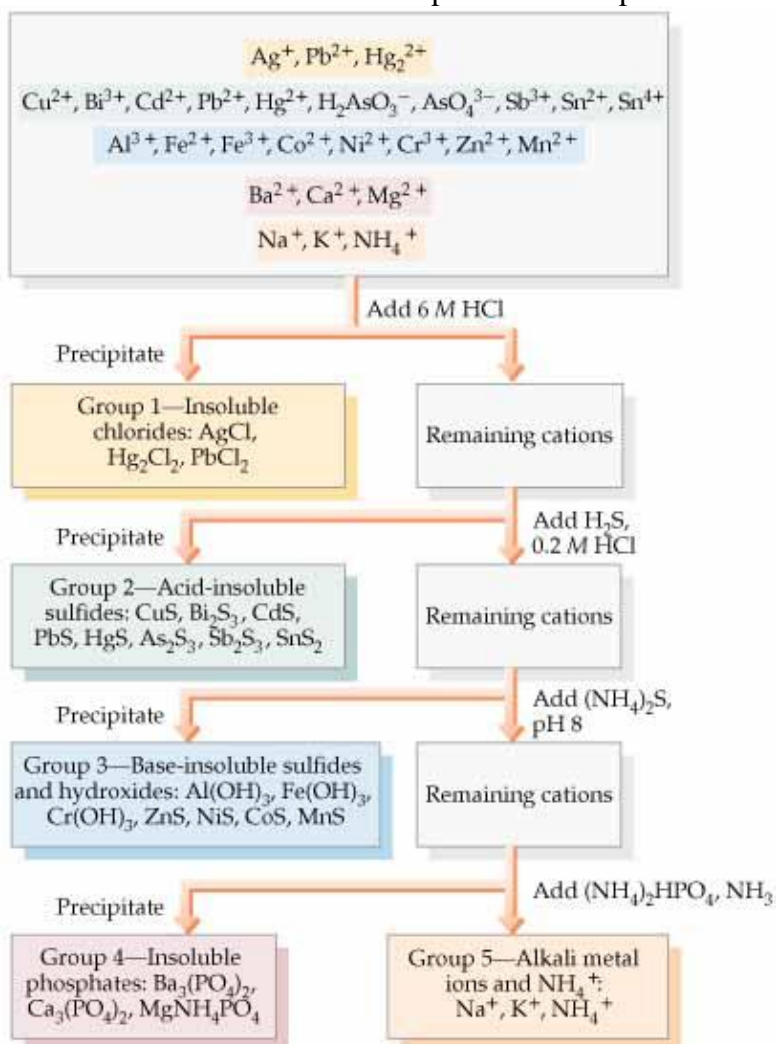 Ag⁺, Pb²⁺, Hg₂²⁺
Cu²⁺, Bi³⁺, Cd²⁺, Pb²⁺, Hg²⁺, H₂AsO₃⁻, AsO₄³⁻, Sb³⁺, Sn²⁺, Sn⁴⁺
Al³⁺, Fe²⁺, Fe³⁺, Co²⁺, Ni²⁺, Cr³⁺, Zn²⁺, Mn²⁺
Ba²⁺, Ca²⁺, Mg²⁺
Na⁺, K⁺, NH₄⁺
Add 6 M HCl
Precipitate
Group 1—Insoluble
chlorides: AgCl,
Hg₂Cl₂, PbCl₂
Remaining cations
Add H₂S,
0.2 M HCl
Precipitate
Group 2—Acid-insoluble
sulfides: CuS, Bi₂S₃, CdS,
PbS, HgS, As₂S₃, Sb₂S₃, SnS₂
Remaining cations
Add (NH₄)₂S,
pH 8
Precipitate
Group 3—Base-insoluble sulfides
and hydroxides: Al(OH)₃, Fe(OH)₃,
Cr(OH)₃, ZnS, NiS, CoS, MnS
Remaining cations
Add (NH₄)₂HPO₄, NH₃
Precipitate
Group 4—Insoluble
phosphates: Ba₃(PO₄)₂,
Ca₃(PO₄)₂, MgNH₄PO₄
Group 5—Alkali metal
ions and NH₄⁺:
Na⁺, K⁺, NH₄⁺